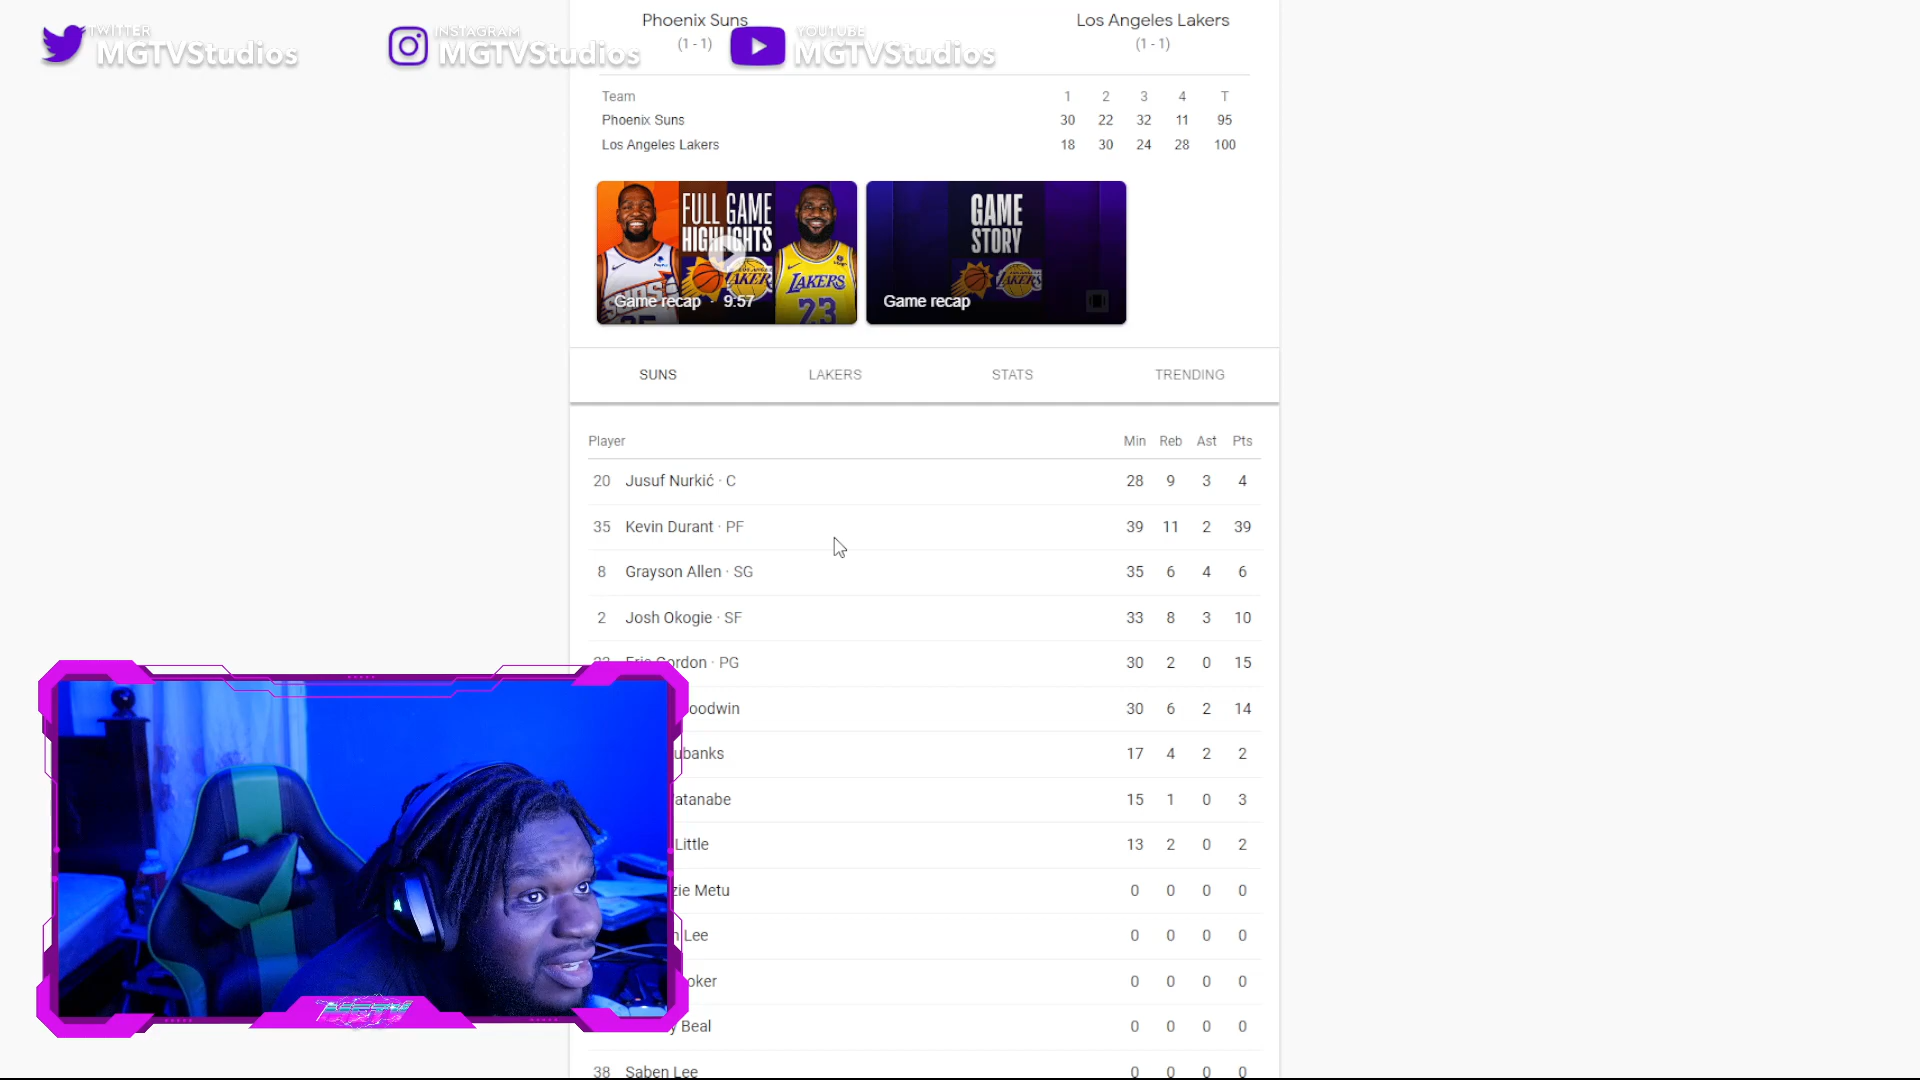 TWITTER
MGTVStudios
INSTAGRAM
MGTVStudios
YOUTUBE
MGTVStudios
Phoenix Suns
(1 - 1)
Los Angeles Lakers
(1 - 1)
Team 1 2 3 4 T
Phoenix Suns 30 22 32 11 95
Los Angeles Lakers 18 30 24 28 100
FULL GAME
HIGHLIGHTS
LAKERS
23
Game recap · 9:57
GAME
STORY
LAKERS
Game recap
SUNS LAKERS STATS TRENDING
Player Min Reb Ast Pts
20 Jusuf Nurkić · C 28 9 3 4
35 Kevin Durant · PF 39 11 2 39
8 Grayson Allen · SG 35 6 4 6
2 Josh Okogie · SF 33 8 3 10
Eric Gordon · PG 30 2 0 15
oodwin 30 6 2 14
ubanks 17 4 2 2
atanabe 15 1 0 3
Little 13 2 0 2
zie Metu 0 0 0 0
n Lee 0 0 0 0
oker 0 0 0 0
y Beal 0 0 0 0
38 Saben Lee 0 0 0 0
MGTV